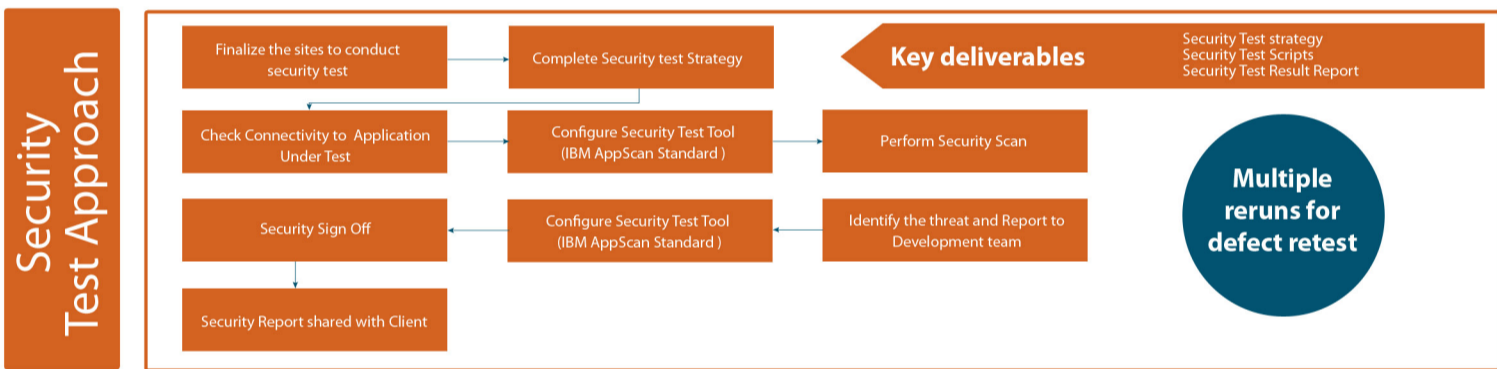 Security
Test Approach
Finalize the sites to conduct
security test
Complete Security test Strategy
Key deliverables
Security Test strategy
Security Test Scripts
Security Test Result Report
Check Connectivity to Application
Under Test
Configure Security Test Tool
(IBM AppScan Standard )
Perform Security Scan
Multiple
reruns for
defect retest
Security Sign Off
Configure Security Test Tool
(IBM AppScan Standard )
Identify the threat and Report to
Development team
Security Report shared with Client